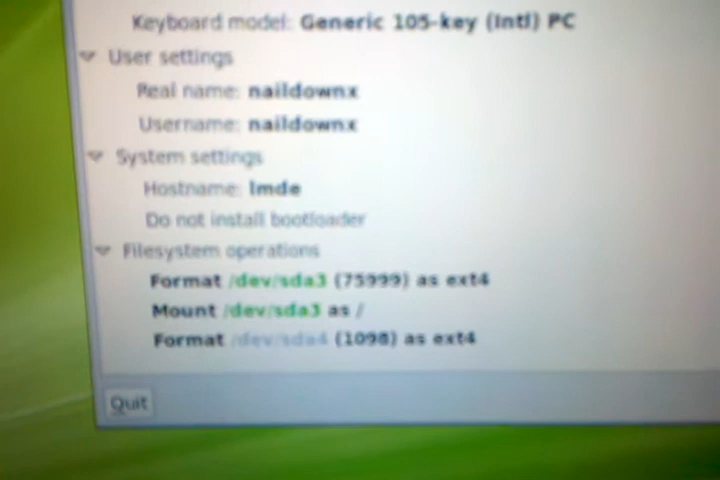 Keyboard model: Generic 105-key (Intl) PC
User settings
Real name: naildownx
Username: naildownx
System settings
Hostname: lmde
Do not install bootloader
Filesystem operations
Format /dev/sda3 (75999) as ext4
Mount /dev/sda3 as /
Format /dev/sda4 (1098) as ext4
Quit